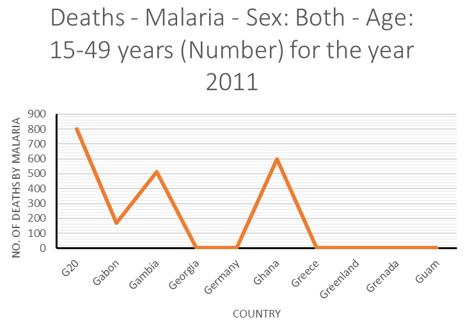 Deaths - Malaria - Sex: Both - Age:
15-49 years (Number) for the year
2011
NO. OF DEATHS BY MALARIA
900
800
700
600
500
400
300
200
100
0
G20
Gabon
Gambia
Georgia
Germany
Ghana
Greece
Greenland
Grenada
Guam
COUNTRY